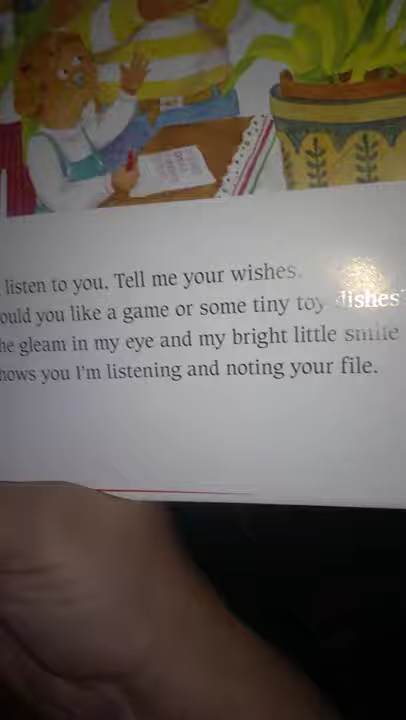 listen to you. Tell me your wishes.
ould you like a game or some tiny toy dishes?
he gleam in my eye and my bright little smile
hows you I'm listening and noting your file.